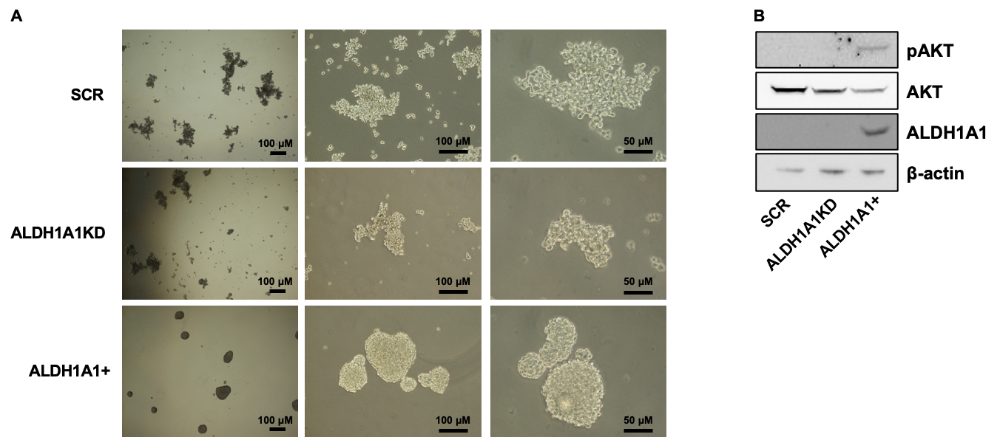 A
B
SCR
100 µM
100 µM
50 µM
ALDH1A1KD
100 µM
100 µM
50 µM
ALDH1A1+
100 µM
100 µM
50 µM
pAKT
AKT
ALDH1A1
β-actin
SCR
ALDH1A1KD
ALDH1A1+